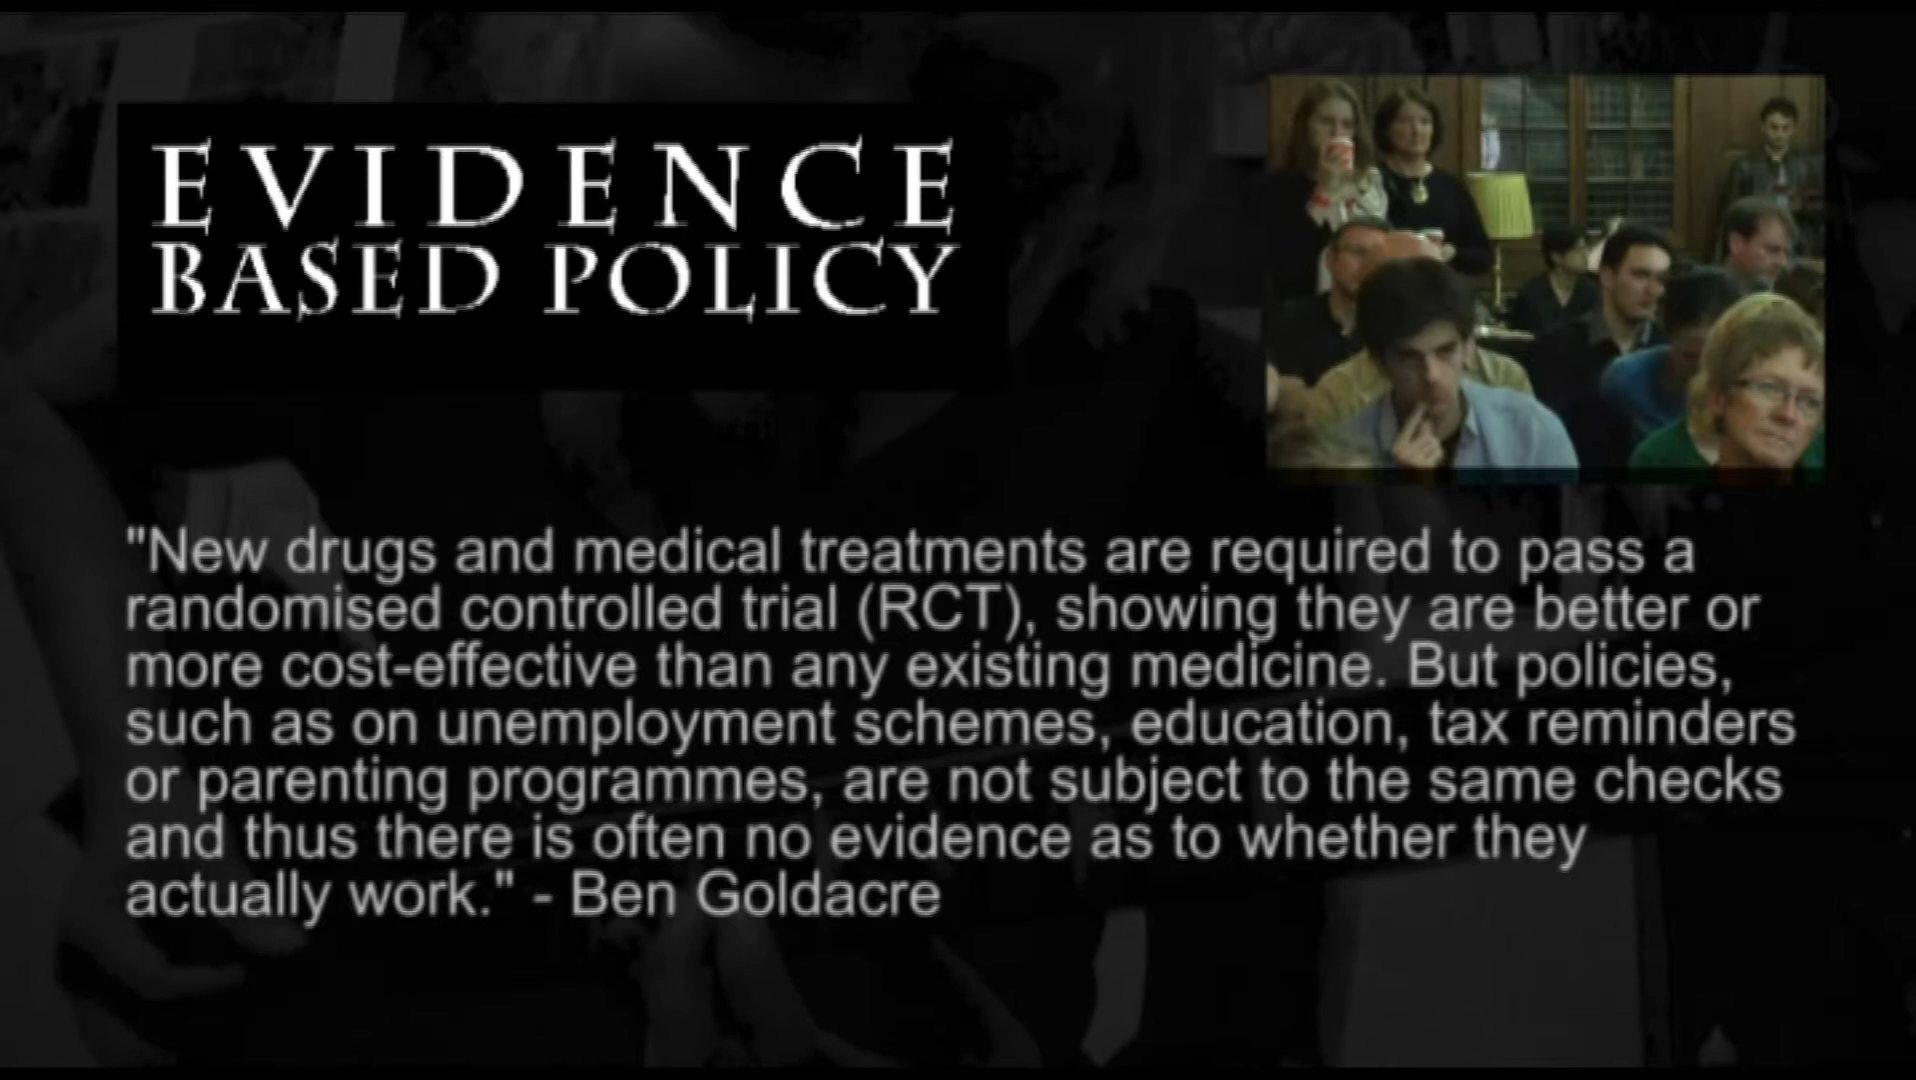 EVIDENCE
BASED POLICY
"New drugs and medical treatments are required to pass a
randomised controlled trial (RCT), showing they are better or
more cost-effective than any existing medicine. But policies,
such as on unemployment schemes, education, tax reminders
or parenting programmes, are not subject to the same checks
and thus there is often no evidence as to whether they
actually work." - Ben Goldacre